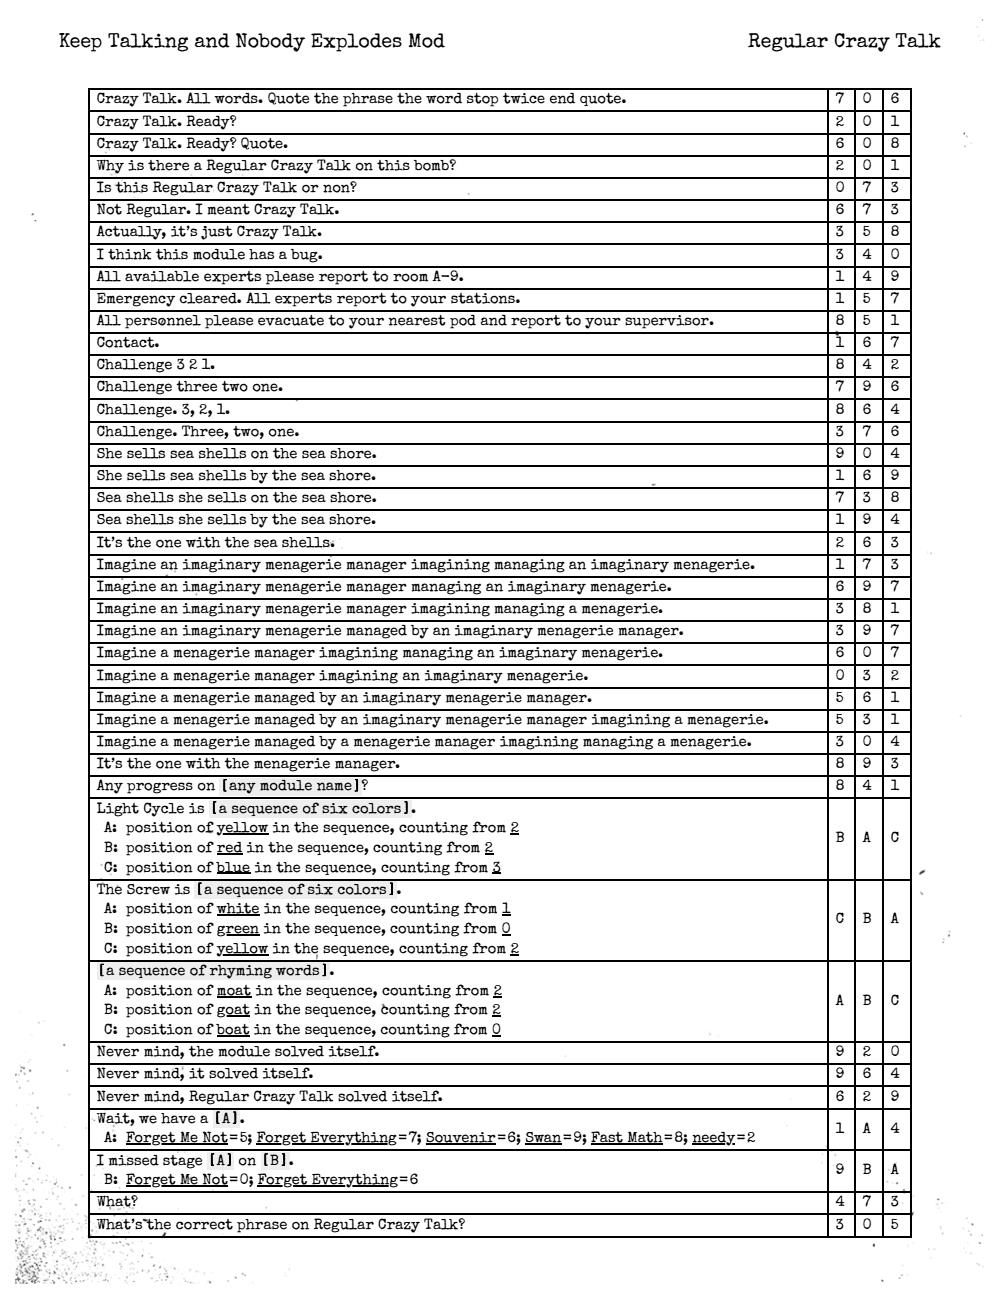 Keep Talking and Nobody Explodes Mod Regular Crazy Talk
Crazy Talk. All words. Quote the phrase the word stop twice end quote. 7 0 6
Crazy Talk. Ready? 2 0 1
Crazy Talk. Ready? Quote. 6 0 8
Why is there a Regular Crazy Talk on this bomb? 2 0 1
Is this Regular Crazy Talk or non? 0 7 3
Not Regular. I meant Crazy Talk. 6 7 3
Actually, it's just Crazy Talk. 3 5 8
I think this module has a bug. 3 4 0
All available experts please report to room A-9. 1 4 9
Emergency cleared. All experts report to your stations. 1 5 7
All personnel please evacuate to your nearest pod and report to your supervisor. 8 5 1
Contact. 1 6 7
Challenge 3 2 1. 8 4 2
Challenge three two one. 7 9 6
Challenge. 3, 2, 1. 8 6 4
Challenge. Three, two, one. 3 7 6
She sells sea shells on the sea shore. 9 0 4
She sells sea shells by the sea shore. 1 6 9
Sea shells she sells on the sea shore. 7 3 8
Sea shells she sells by the sea shore. 1 9 4
It's the one with the sea shells. 2 6 3
Imagine an imaginary menagerie manager imagining managing an imaginary menagerie. 1 7 3
Imagine an imaginary menagerie manager managing an imaginary menagerie. 6 9 7
Imagine an imaginary menagerie manager imagining managing a menagerie. 3 8 1
Imagine an imaginary menagerie managed by an imaginary menagerie manager. 3 9 7
Imagine a menagerie manager imagining managing an imaginary menagerie. 6 0 7
Imagine a menagerie manager imagining an imaginary menagerie. 0 3 2
Imagine a menagerie managed by an imaginary menagerie manager. 5 6 1
Imagine a menagerie managed by an imaginary menagerie manager imagining a menagerie. 5 3 1
Imagine a menagerie managed by a menagerie manager imagining managing a menagerie. 3 0 4
It's the one with the menagerie manager. 8 9 3
Any progress on [any module name]? 8 4 1
Light Cycle is [a sequence of six colors].
A: position of yellow in the sequence, counting from 2
B: position of red in the sequence, counting from 2
C: position of blue in the sequence, counting from 3
B A C
The Screw is [a sequence of six colors].
A: position of white in the sequence, counting from 1
B: position of green in the sequence, counting from 0
C: position of yellow in the sequence, counting from 2
C B A
[a sequence of rhyming words].
A: position of moat in the sequence, counting from 2
B: position of goat in the sequence, counting from 2
C: position of boat in the sequence, counting from 0
A B C
Never mind, the module solved itself. 9 2 0
Never mind, it solved itself. 9 6 4
Never mind, Regular Crazy Talk solved itself. 6 2 9
Wait, we have a [A].
A: Forget Me Not=5; Forget Everything=7; Souvenir=6; Swan=9; Fast Math=8; needy=2
1 A 4
I missed stage [A] on [B].
B: Forget Me Not=0; Forget Everything=6
9 B A
What? 4 7 3
What's the correct phrase on Regular Crazy Talk? 3 0 5